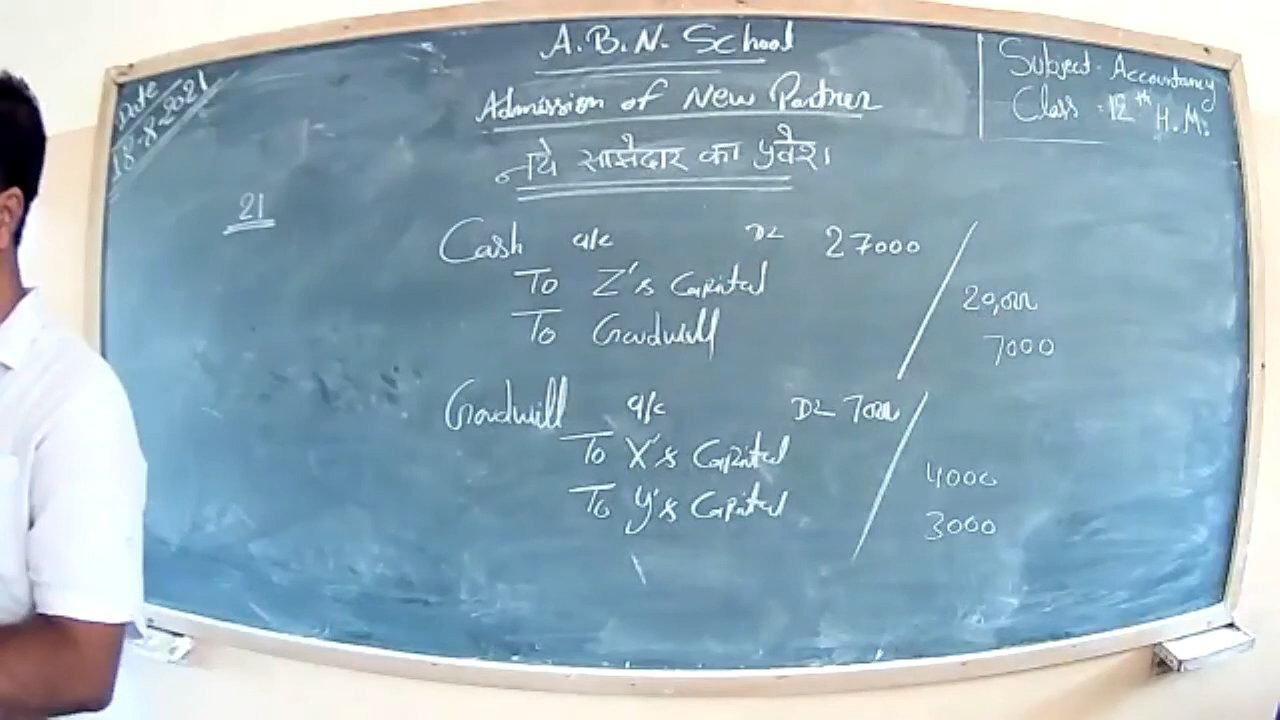 A.B.N. School
Date
18-8-2021
Subject - Accountancy
Class - 12th H.M.
Admission of New Partner
नये साझेदार का प्रवेश।
21
Cash a/c Dr 27000
To Z's Capital 20,000
To Goodwill 7000
Goodwill a/c Dr 7000
To X's Capital 4000
To Y's Capital 3000